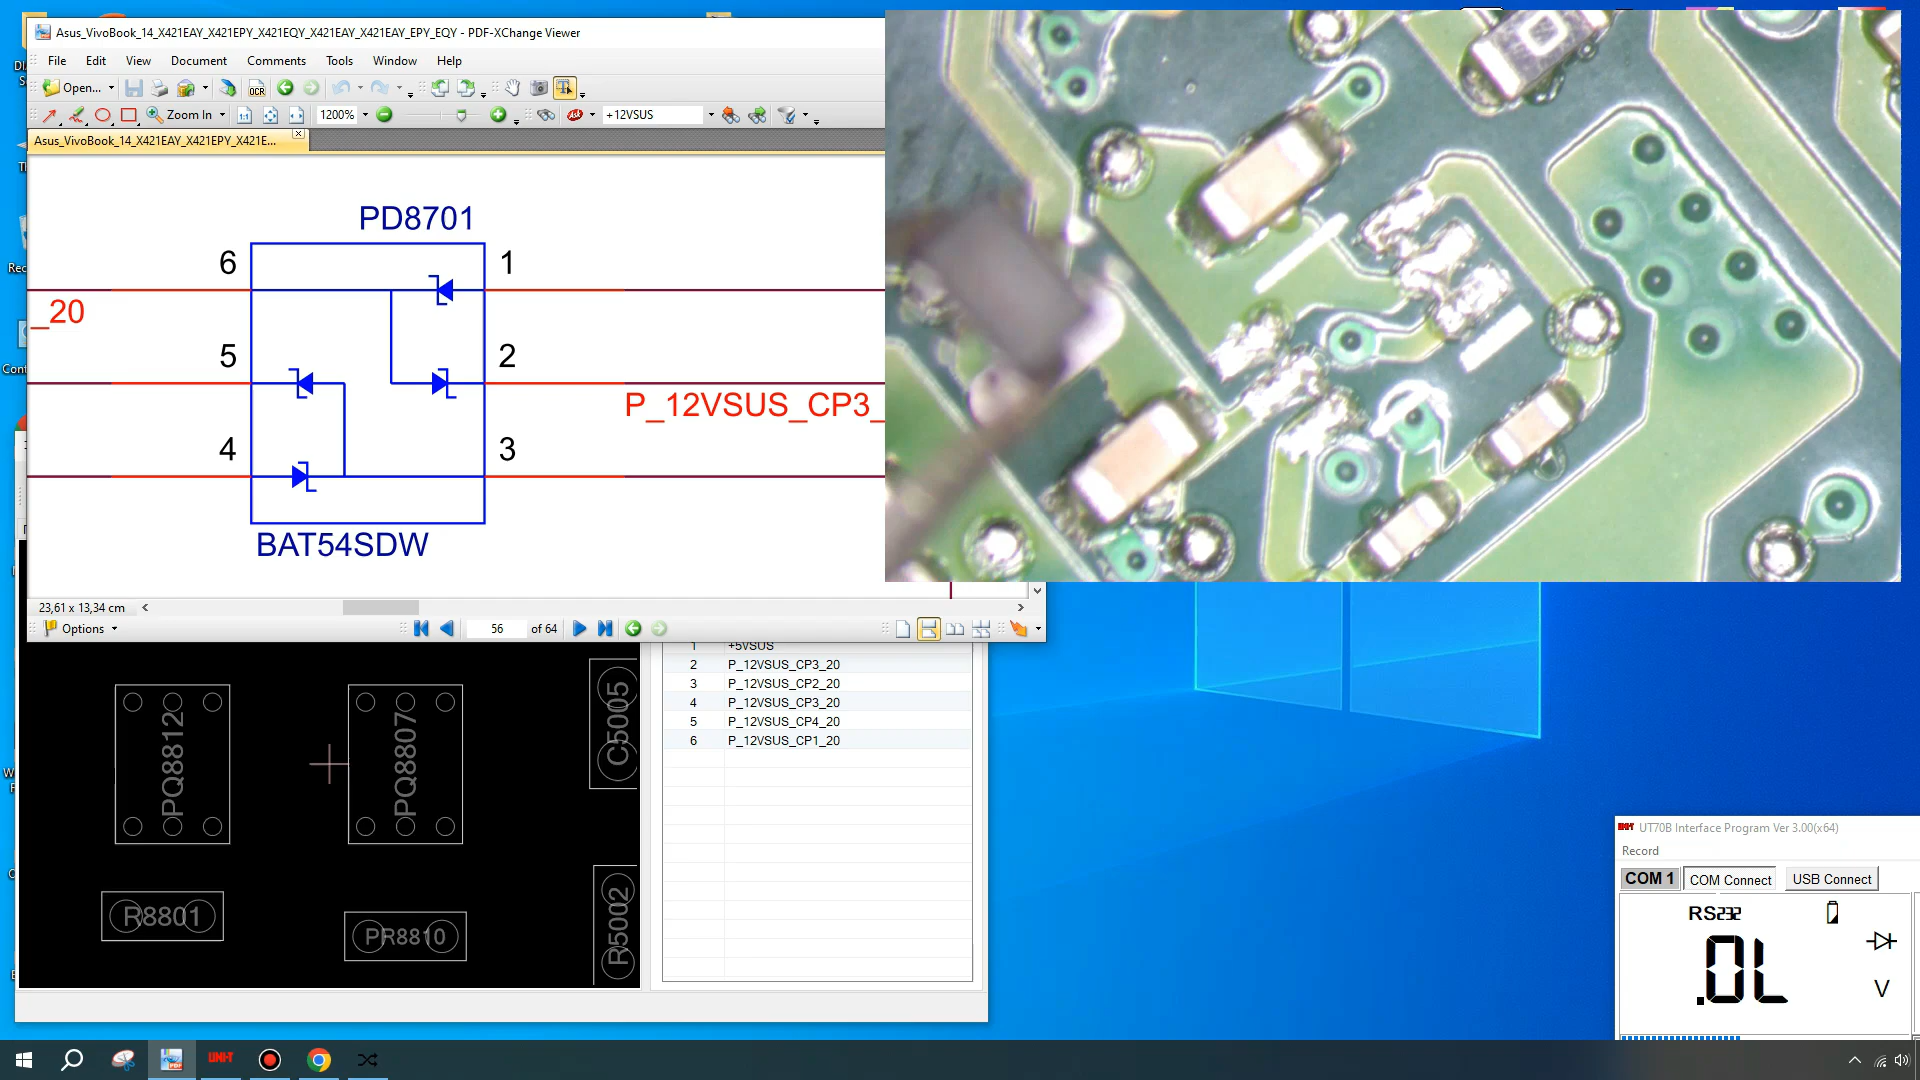 Asus_VivoBook_14_X421EAY_X421EPY_X421EQY_X421EAY_X421EAY_EPY_EQY - PDF-XChange Viewer
File Edit View Document Comments Tools Window Help
Open... OCR
Zoom In 1200% +12VSUS
Asus_VivoBook_14_X421EAY_X421EPY_X421E...
PD8701
6 1
_20
5 2
P_12VSUS_CP3_
4 3
BAT54SDW
23,61 x 13,34 cm
Options 56 of 64
1 +5VSUS
2 P_12VSUS_CP3_20
3 P_12VSUS_CP2_20
4 P_12VSUS_CP3_20
5 P_12VSUS_CP4_20
6 P_12VSUS_CP1_20
PQ8812
PQ8807
C5005
R8801
PR8810
R5002
UT70B Interface Program Ver 3.00(x64)
Record
COM 1 COM Connect USB Connect
RS232
.0L
V
UNI-T